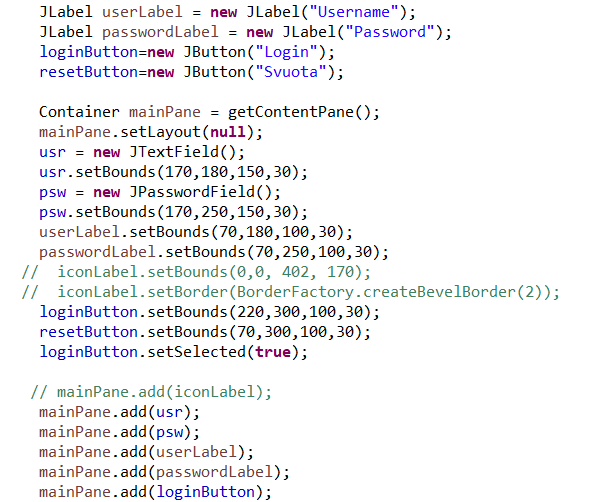 JLabel userLabel = new JLabel("Username");
JLabel passwordLabel = new JLabel("Password");
loginButton=new JButton("Login");
resetButton=new JButton("Svuota");
Container mainPane = getContentPane();
mainPane.setLayout(null);
usr = new JTextField();
usr.setBounds(170,180,150,30);
psw = new JPasswordField();
psw.setBounds(170,250,150,30);
userLabel.setBounds(70,180,100,30);
passwordLabel.setBounds(70,250,100,30);
//  iconLabel.setBounds(0,0, 402, 170);
//  iconLabel.setBorder(BorderFactory.createBevelBorder(2));
loginButton.setBounds(220,300,100,30);
resetButton.setBounds(70,300,100,30);
loginButton.setSelected(true);
// mainPane.add(iconLabel);
mainPane.add(usr);
mainPane.add(psw);
mainPane.add(userLabel);
mainPane.add(passwordLabel);
mainPane.add(loginButton);